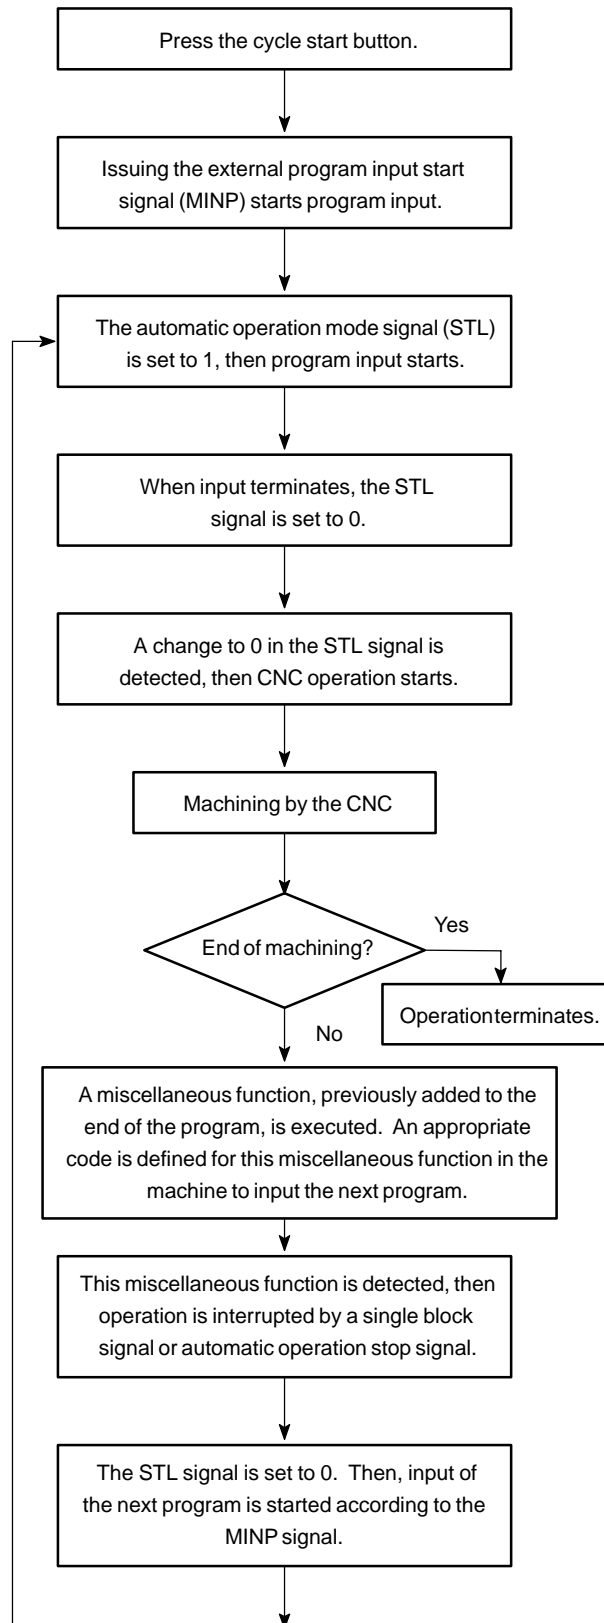 Press the cycle start button.
Issuing the external program input start
signal (MINP) starts program input.
The automatic operation mode signal (STL)
is set to 1, then program input starts.
When input terminates, the STL
signal is set to 0.
A change to 0 in the STL signal is
detected, then CNC operation starts.
Machining by the CNC
End of machining?
Yes
Operationterminates.
No
A miscellaneous function, previously added to the
end of the program, is executed. An appropriate
code is defined for this miscellaneous function in the
machine to input the next program.
This miscellaneous function is detected, then
operation is interrupted by a single block
signal or automatic operation stop signal.
The STL signal is set to 0. Then, input of
the next program is started according to the
MINP signal.